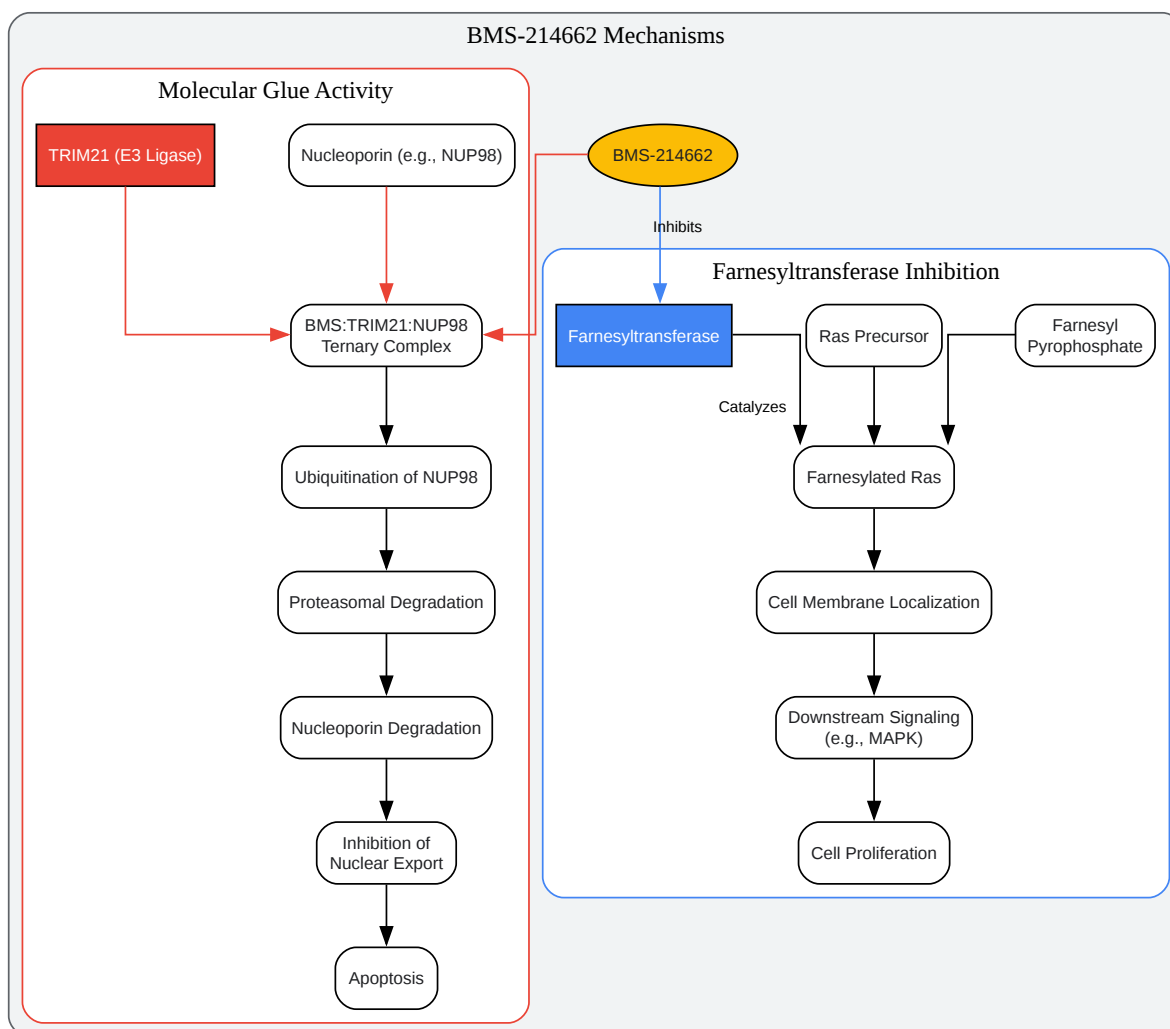 BMS-214662 Mechanisms
Molecular Glue Activity
TRIM21 (E3 Ligase)
Nucleoporin (e.g., NUP98)
BMS-214662
Inhibits
BMS:TRIM21:NUP98
Ternary Complex
Ubiquitination of NUP98
Proteasomal Degradation
Nucleoporin Degradation
Inhibition of
Nuclear Export
Apoptosis
Farnesyltransferase Inhibition
Farnesyltransferase
Ras Precursor
Farnesyl
Pyrophosphate
Catalyzes
Farnesylated Ras
Cell Membrane Localization
Downstream Signaling
(e.g., MAPK)
Cell Proliferation